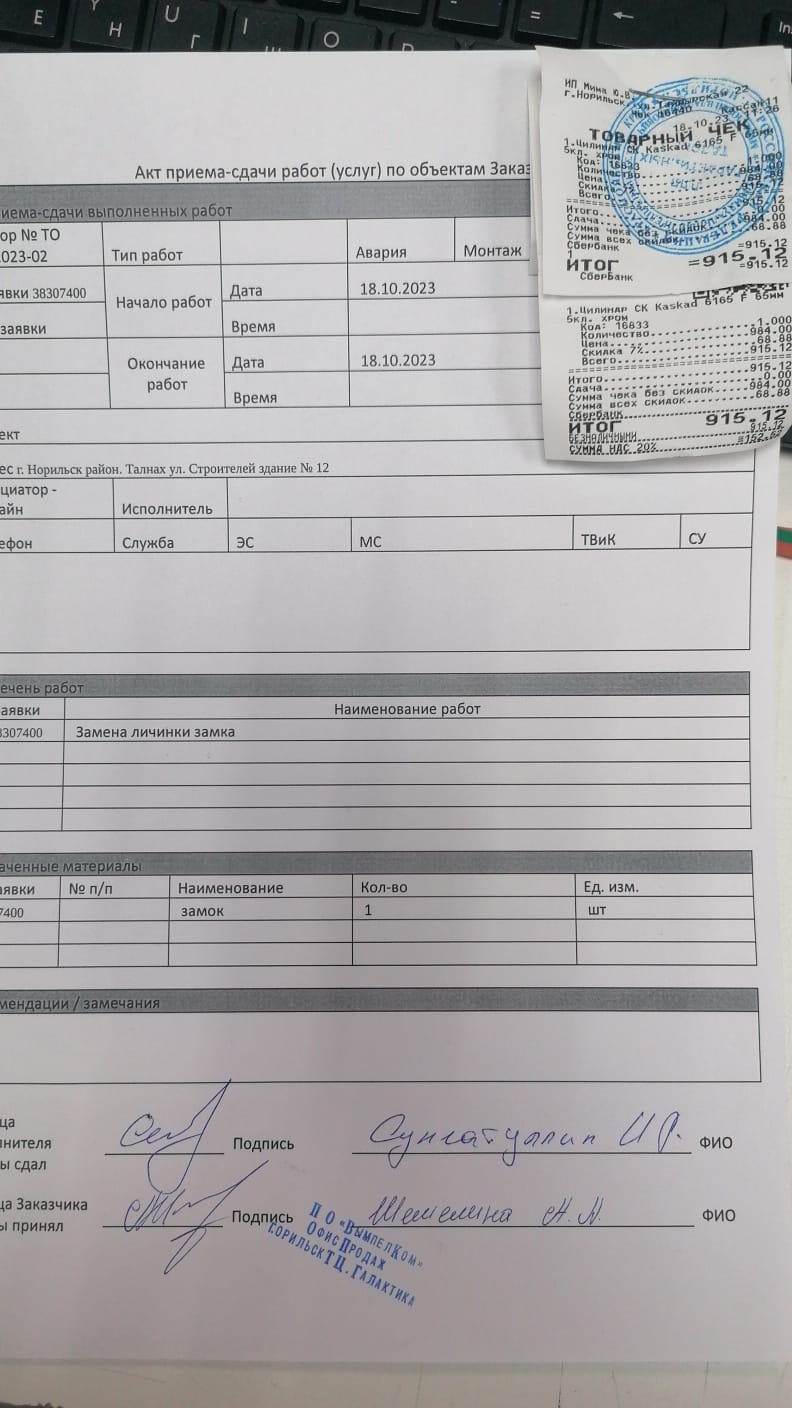 Е Н U Г I Ш О = ← In
ИП Мима Ю.В.
г.Норильск, 22
Чек Касса#11
18.10.23 11:26
ТОВАРНЫЙ ЧЕК
1.Цилиндр СК Kaskad 6165 F 65мм
5кл. хром
Код: 16833
Количество 1.000
Цена 984.00
Скидка 68.88
Всего 915.12
Итого 915.12
Сдача 0.00
Сумма чека без скидок 984.00
Сумма всех скидок 68.88
Сбербанк =915.12
1
ИТОГ =915.12
Сбербанк =915.12
1.Цилиндр СК Kaskad 6165 F 65мм
5кл. хром
Код: 16833
Количество 1.000
Цена 984.00
Скидка 7% 68.88
Всего 915.12
Итого 915.12
Сдача 0.00
Сумма чека без скидок 984.00
Сумма всех скидок 68.88
Сбербанк
ИТОГ 915.12
БЕЗНАЛИЧНЫМИ 915.12
СУММА НДС 20% =152.52
Акт приема-сдачи работ (услуг) по объектам Заказ
иема-сдачи выполненных работ
ор № ТО
023-02 Тип работ Авария Монтаж
явки 38307400 Начало работ Дата 18.10.2023
заявки Время
Окончание работ Дата 18.10.2023
Время
ект
ес г. Норильск район. Талнах ул. Строителей здание № 12
циатор -
айн Исполнитель
ефон Служба ЭС МС ТВиК СУ
ечень работ
аявки Наименование работ
8307400 Замена личинки замка
аченные материалы
аявки № п/п Наименование Кол-во Ед. изм.
7400 замок 1 шт
мендации / замечания
ца
лнителя
ы сдал Подпись Сунгатуллин И.Р. ФИО
ца Заказчика
ы принял Подпись Шемелина А.А. ФИО
ПО «ВымпелКом»
Офис Продаж
г.Норильск ТЦ. Галактика